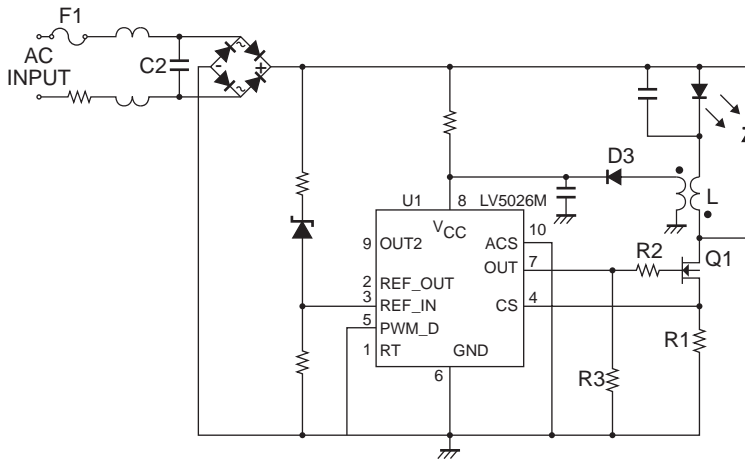 F1
AC
INPUT
C2
~
~
-
+
~
~
D3
L
U1
8
LV5026M
VCC
10
9
OUT2
ACS
R2
Q1
OUT
7
2
REF_OUT
3
REF_IN
CS
4
5
PWM_D
R1
1
RT
GND
6
R3